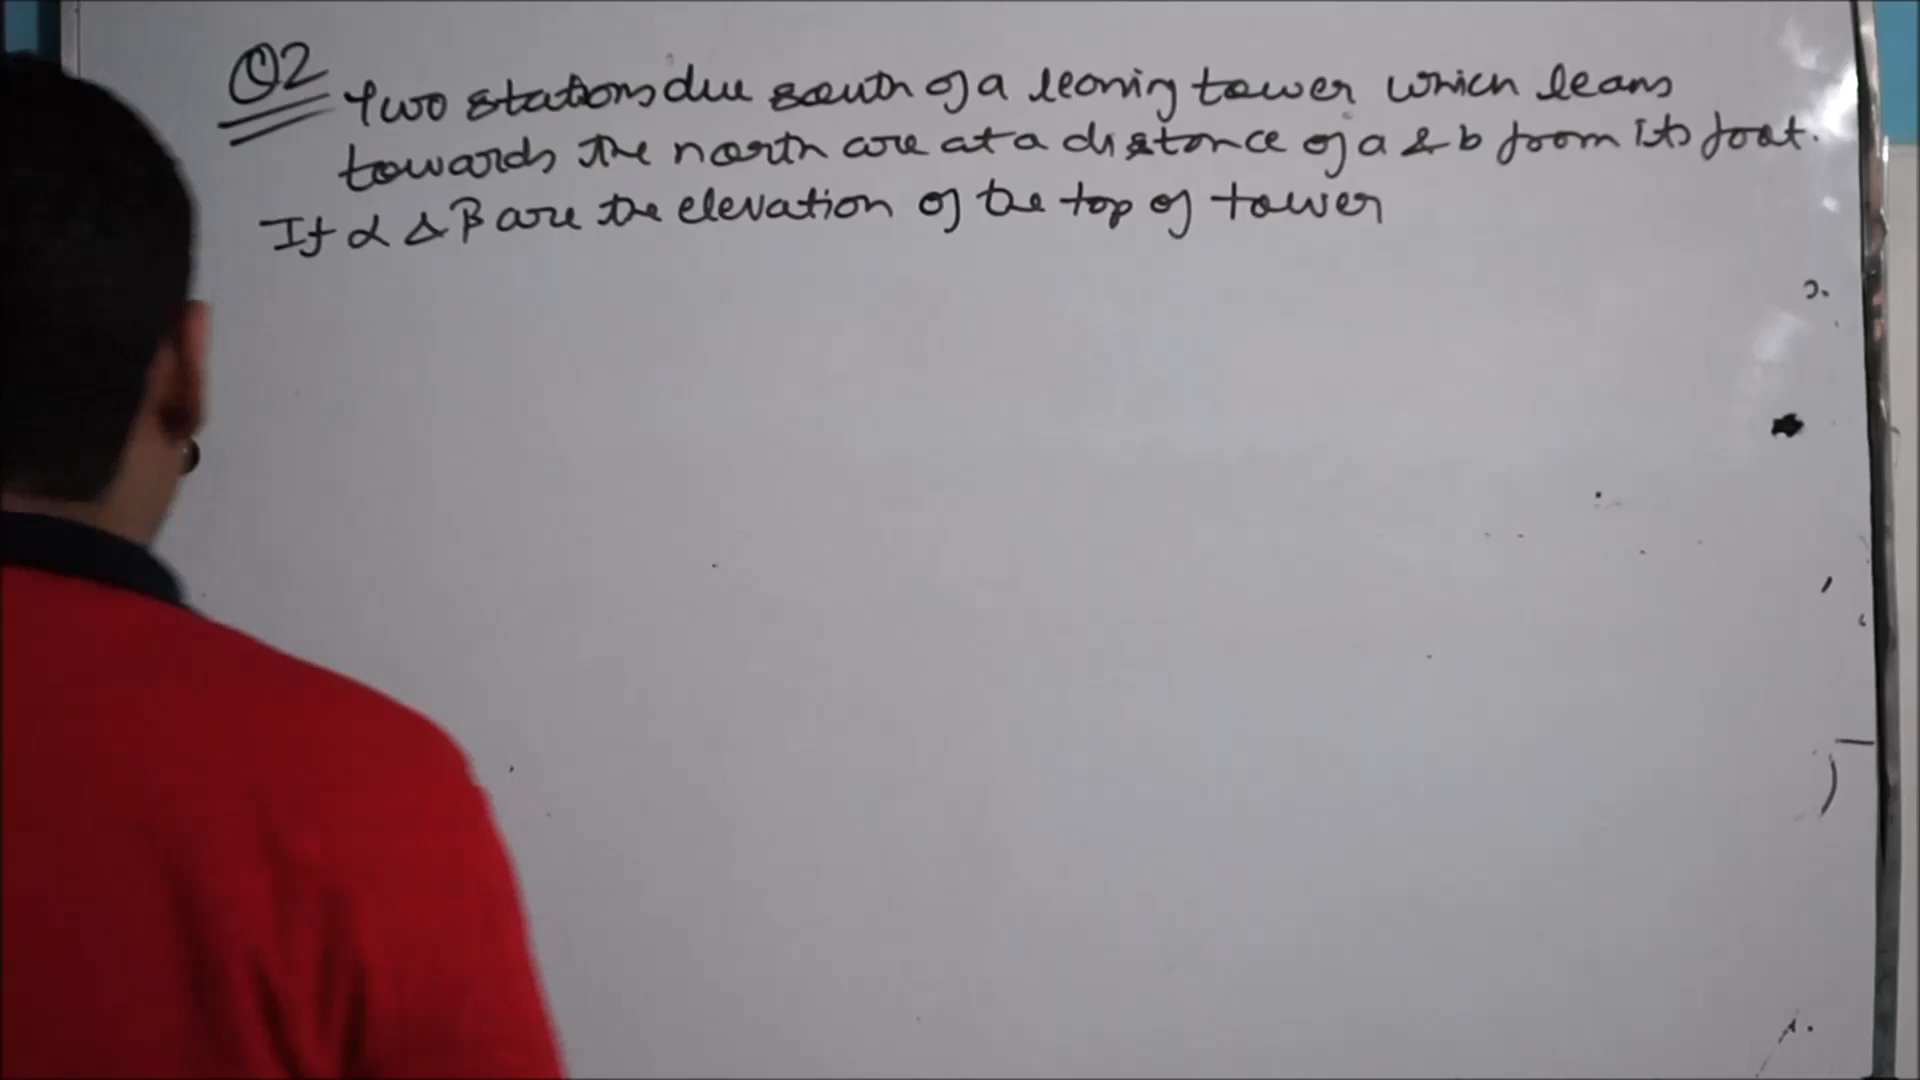 Q2 Two stations due south of a leaning tower which leans
towards the north are at a distance of a & b from its foot.
If α & β are the elevation of the top of tower